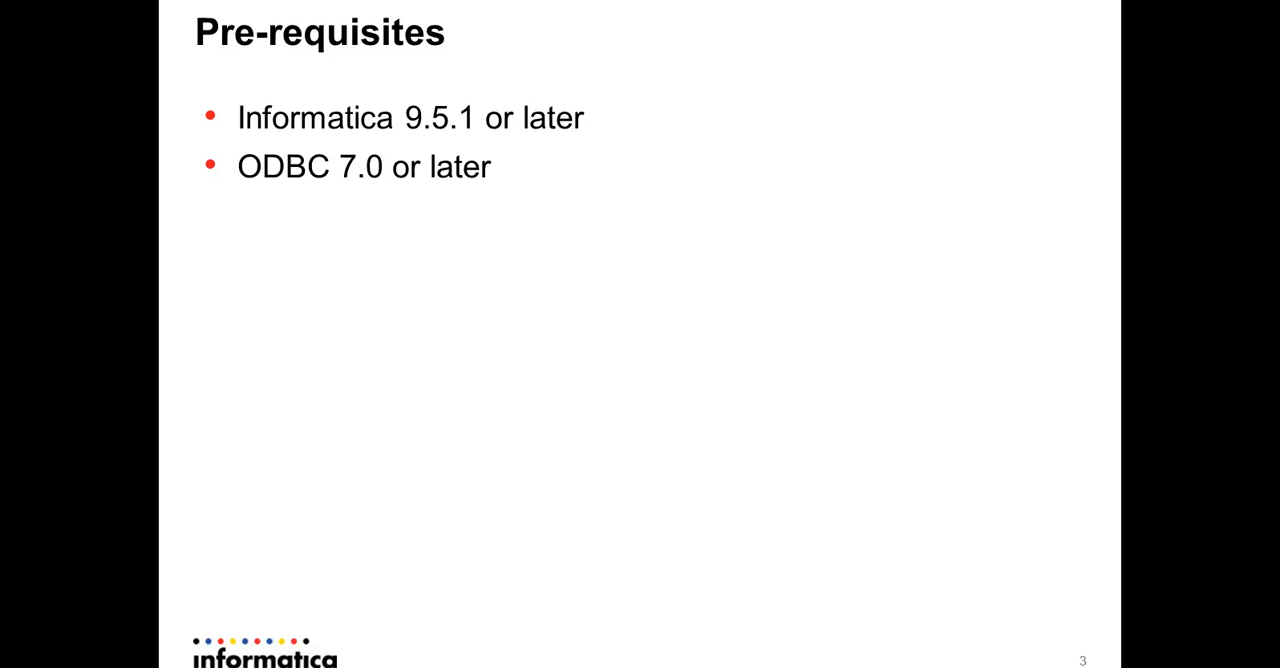 Pre-requisites
• Informatica 9.5.1 or later
• ODBC 7.0 or later
informatica
3